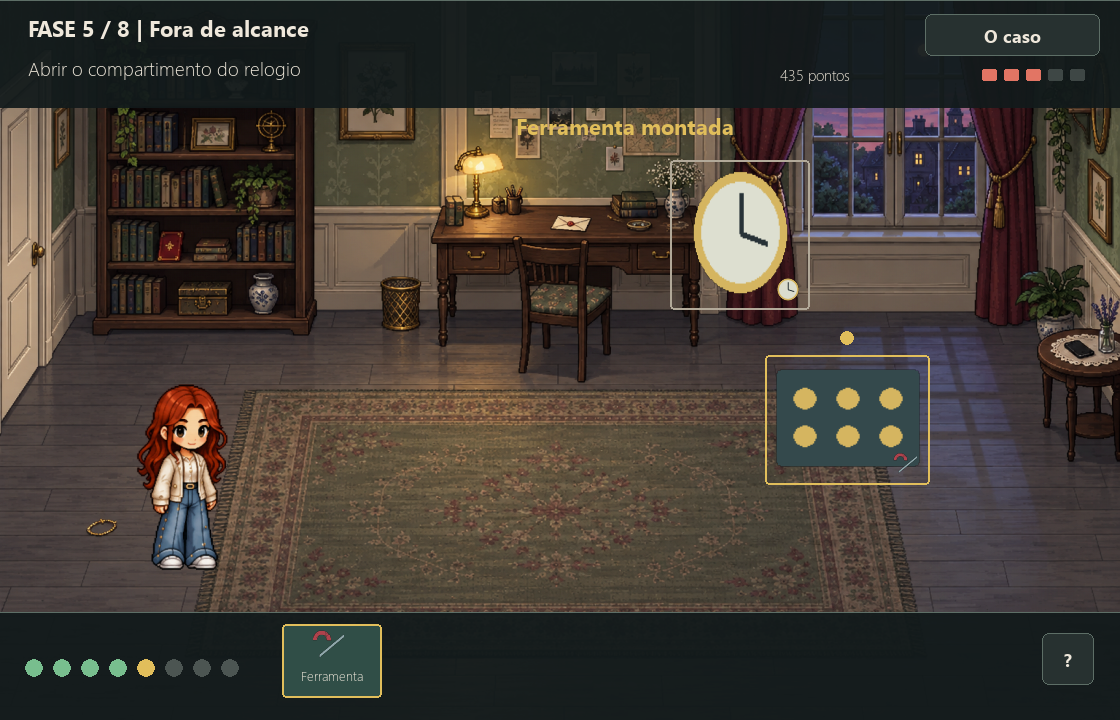 FASE 5 / 8 | Fora de alcance
Abrir o compartimento do relogio
O caso
435 pontos
Ferramenta montada
Ferramenta
?